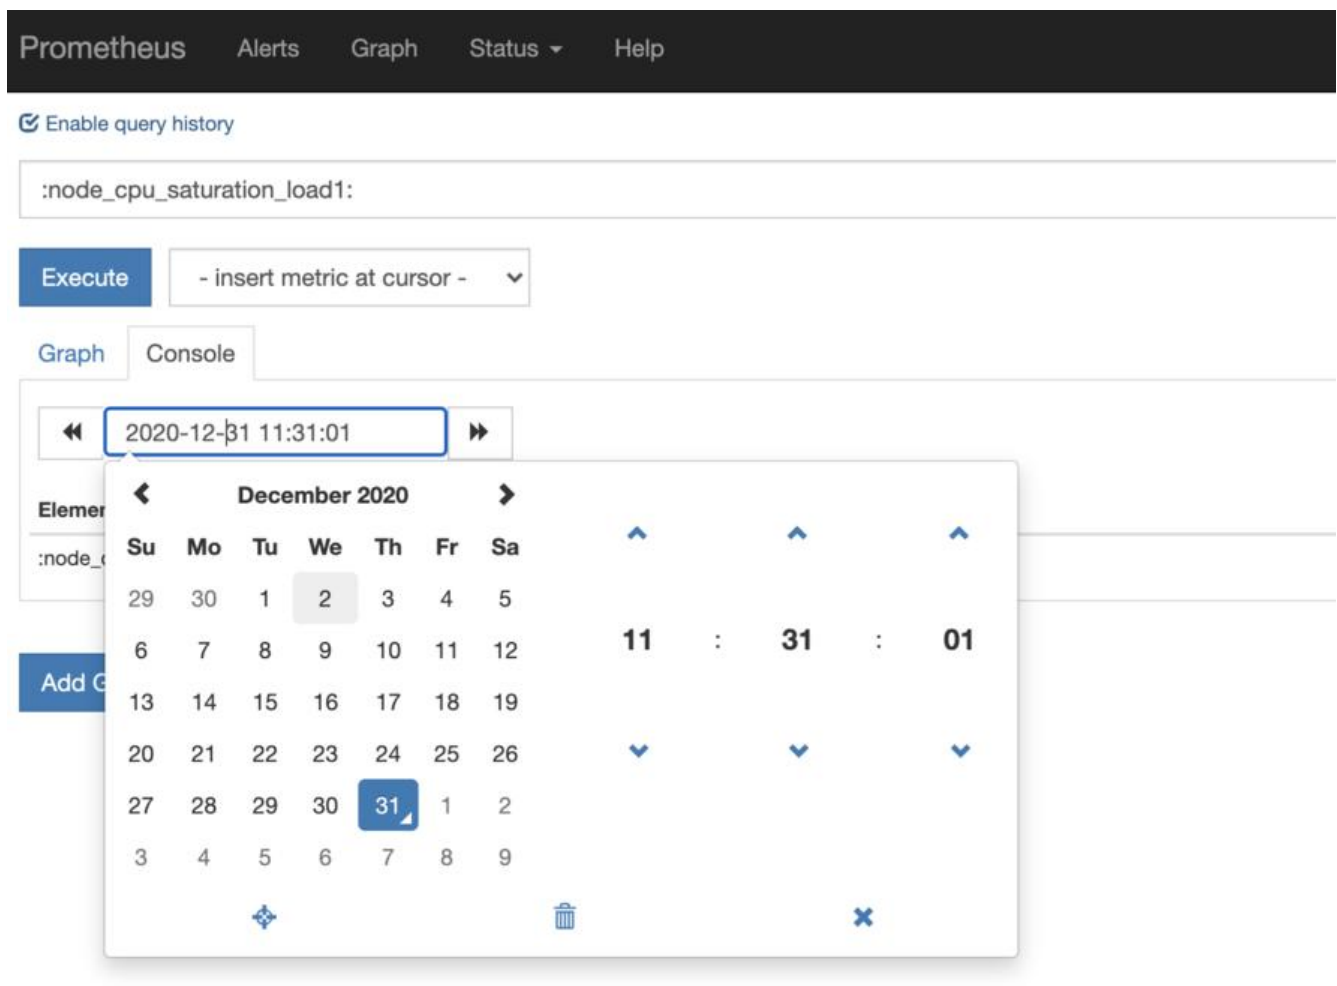 Prometheus Alerts Graph Status Help
Enable query history
:node_cpu_saturation_load1:
Execute - insert metric at cursor -
Graph Console
2020-12-31 11:31:01
Elemen
:node_c
Add G
December 2020
Su Mo Tu We Th Fr Sa
29 30 1 2 3 4 5
6 7 8 9 10 11 12
13 14 15 16 17 18 19
20 21 22 23 24 25 26
27 28 29 30 31 1 2
3 4 5 6 7 8 9
11 : 31 : 01